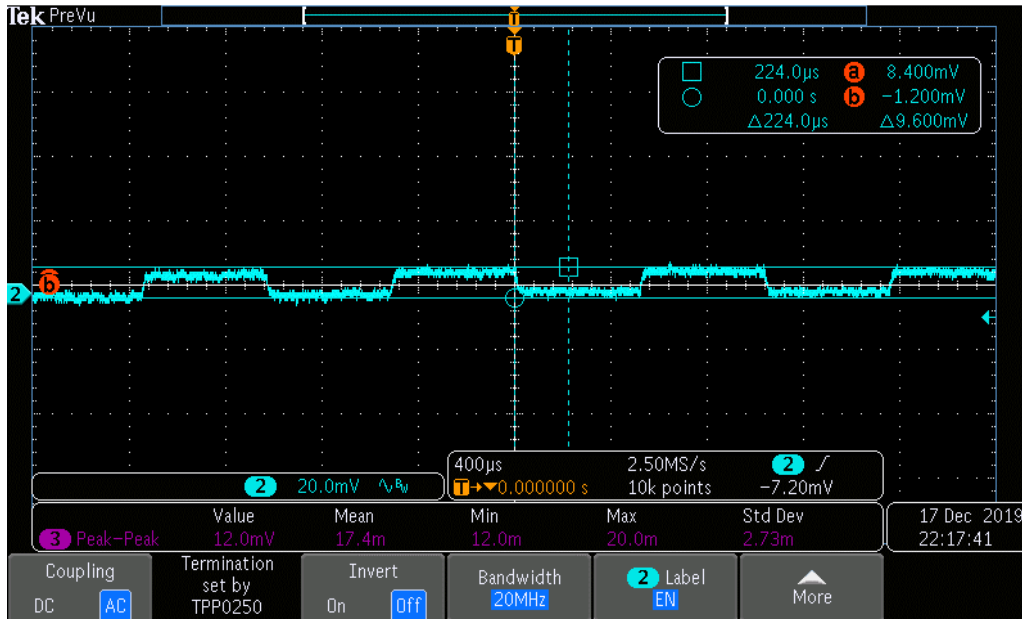 Tek PreVu
T
T
224.0µs a 8.400mV
0.000 s b −1.200mV
△224.0µs △9.600mV
b
2
400µs 2.50MS/s 2
2 20.0mV BW T→▼0.000000 s 10k points −7.20mV
Value Mean Min Max Std Dev 17 Dec 2019
3 Peak−Peak 12.0mV 17.4m 12.0m 20.0m 2.73m 22:17:41
Coupling
DC AC
Termination
set by
TPP0250
Invert
On Off
Bandwidth
20MHz
2 Label
EN
More